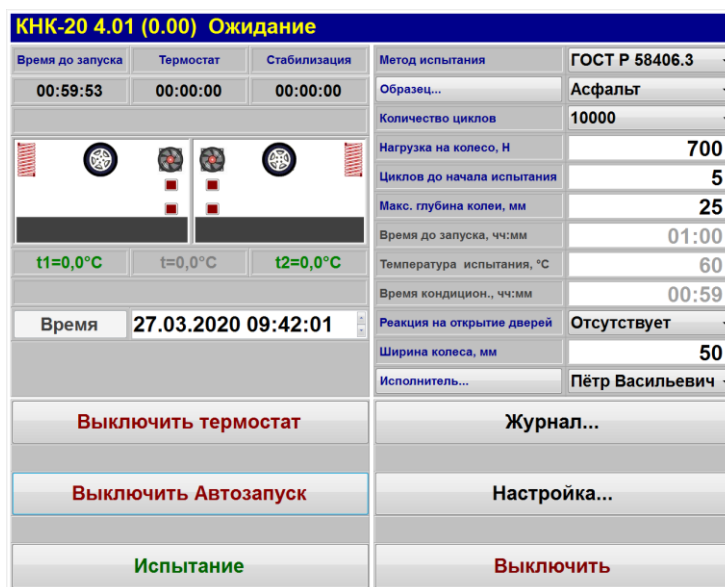 КНК-20 4.01 (0.00) Ожидание
Время до запуска Термостат Стабилизация
00:59:53 00:00:00 00:00:00
t1=0,0°C t=0,0°C t2=0,0°C
Время 27.03.2020 09:42:01
Метод испытания ГОСТ Р 58406.3
Образец... Асфальт
Количество циклов 10000
Нагрузка на колесо, Н 700
Циклов до начала испытания 5
Макс. глубина колеи, мм 25
Время до запуска, чч:мм 01:00
Температура испытания, °С 60
Время кондицион., чч:мм 00:59
Реакция на открытие дверей Отсутствует
Ширина колеса, мм 50
Исполнитель... Пётр Васильевич
Выключить термостат Журнал...
Выключить Автозапуск Настройка...
Испытание Выключить